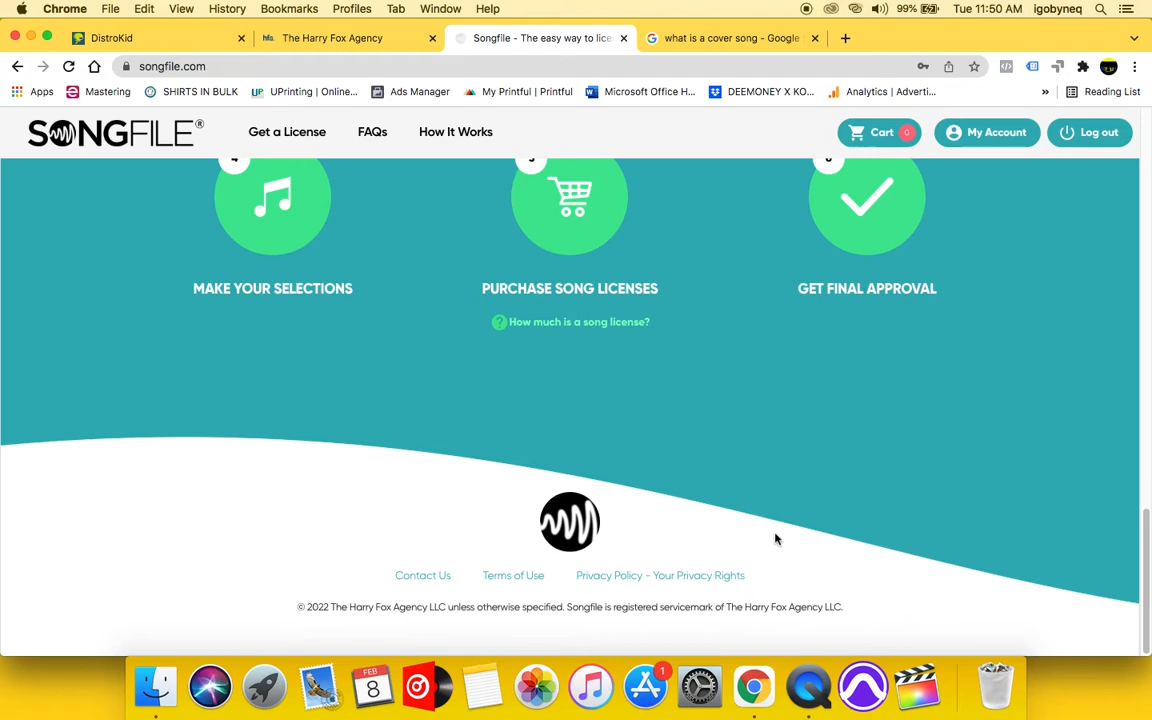 Chrome File Edit View History Bookmarks Profiles Tab Window Help 99% Tue 11:50 AM igobyneq
DistroKid The Harry Fox Agency Songfile - The easy way to lice what is a cover song - Google
songfile.com
Apps Mastering SHIRTS IN BULK UPrinting | Online... Ads Manager My Printful | Printful Microsoft Office H... DEEMONEY X KO... Analytics | Adverti... » Reading List
SONGFILE® Get a License FAQs How It Works Cart 0 My Account Log out
MAKE YOUR SELECTIONS PURCHASE SONG LICENSES GET FINAL APPROVAL
? How much is a song license?
Contact Us Terms of Use Privacy Policy - Your Privacy Rights
© 2022 The Harry Fox Agency LLC unless otherwise specified. Songfile is registered servicemark of The Harry Fox Agency LLC.
FEB
8
1